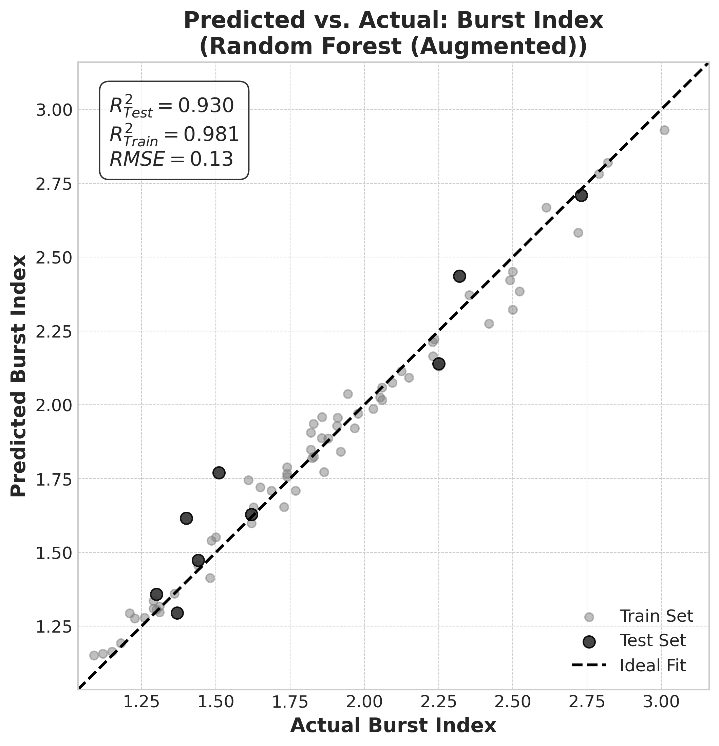 Predicted vs. Actual: Burst Index
(Random Forest (Augmented))
R²_Test = 0.930
R²_Train = 0.981
RMSE = 0.13
Predicted Burst Index
3.00
2.75
2.50
2.25
2.00
1.75
1.50
1.25
Train Set
Test Set
Ideal Fit
1.25 1.50 1.75 2.00 2.25 2.50 2.75 3.00
Actual Burst Index